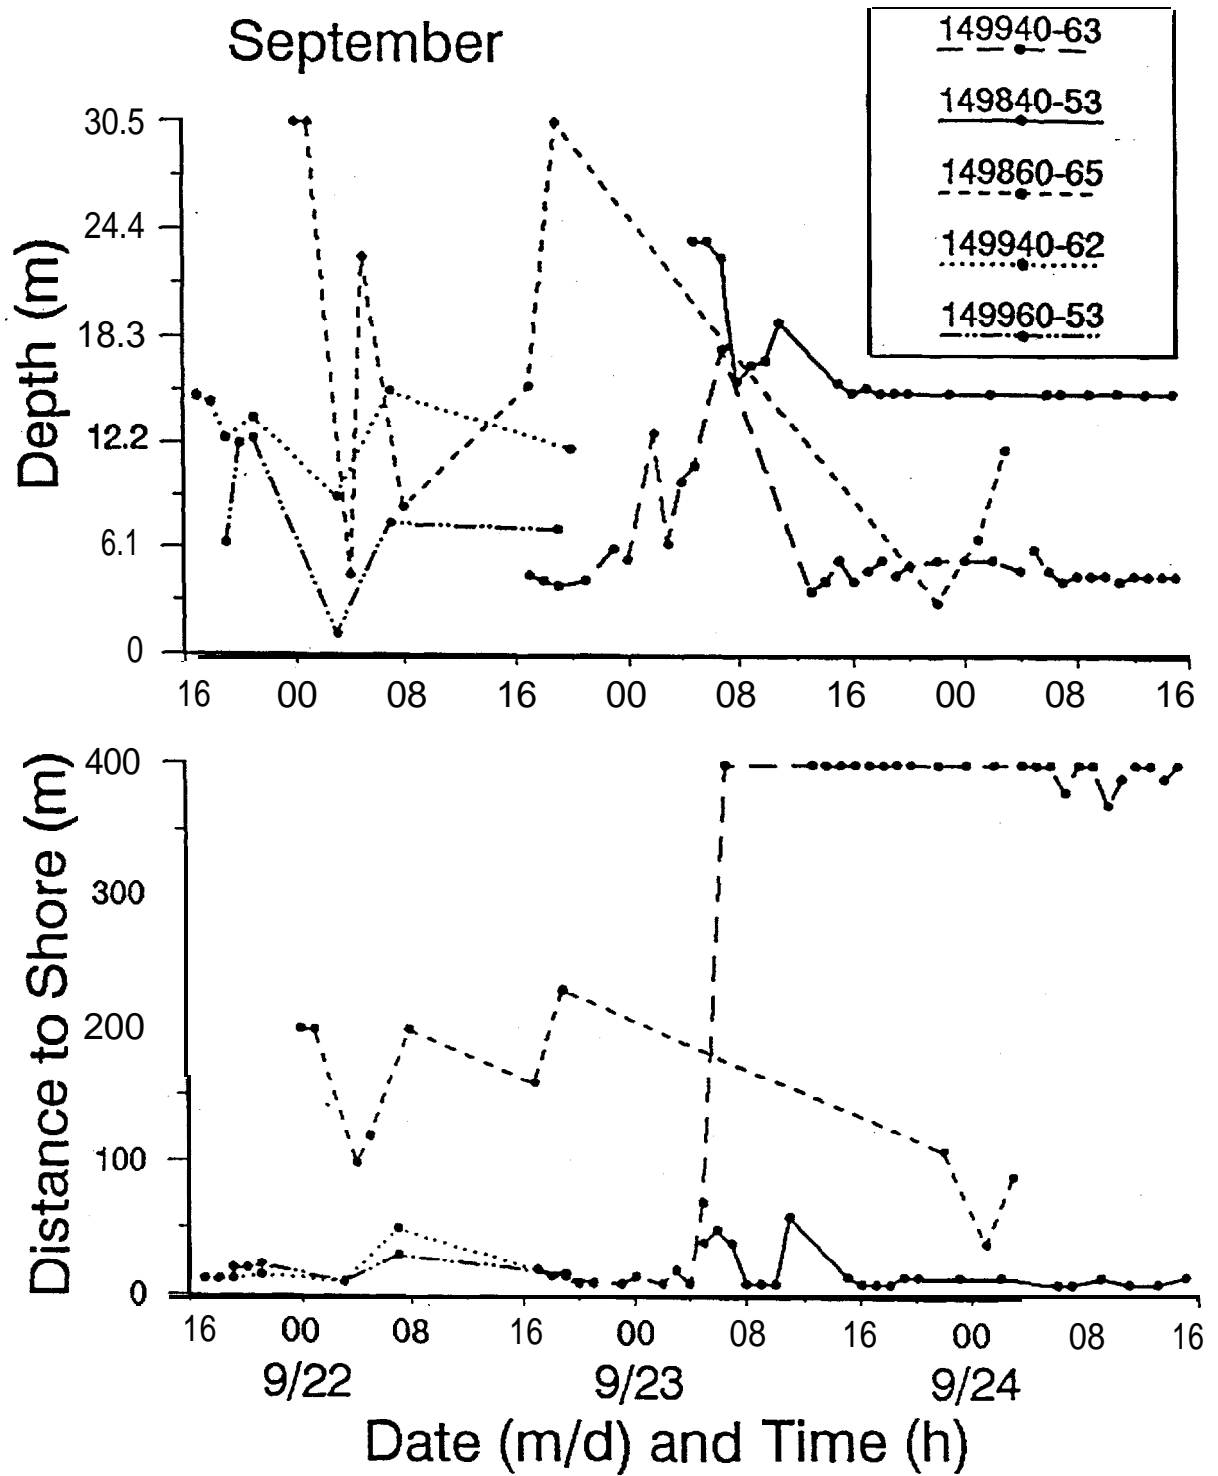 September
149940-63
149840-53
149860-65
149940-62
149960-53
Depth (m)
30.5
24.4
18.3
12.2
6.1
0
16 00 08 16 00 08 16 00 08 16
Distance to Shore (m)
400
300
200
100
0
16 00 08 16 00 08 16 00 08 16
9/22 9/23 9/24
Date (m/d) and Time (h)